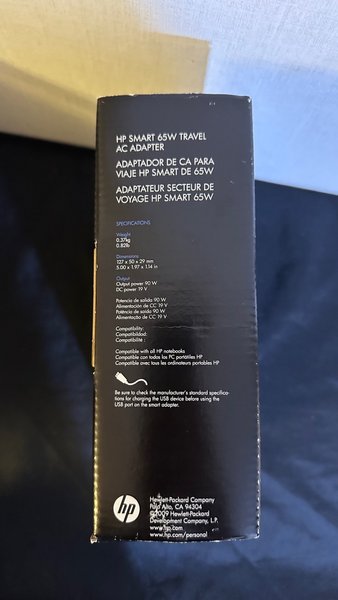 HP SMART 65W TRAVEL
AC ADAPTER
ADAPTADOR DE CA PARA
VIAJE HP SMART DE 65W
ADAPTATEUR SECTEUR DE
VOYAGE HP SMART 65W
SPECIFICATIONS
Weight
0.37kg
0.82lb
Dimensions
127 x 50 x 29 mm
5.00 x 1.97 x 1.14 in
Output
Output power 90 W
DC power 19 V
Potencia de salida 90 W
Alimentación de CC 19 V
Potència de salida 90 W
Alimentação de CC 19 V
Compatibility:
Compatibilidad:
Compatibilité :
Compatible with all HP notebooks
Compatible con todos los PC portátiles HP
Compatible avec tous les ordinateurs portables HP
Be sure to check the manufacturer's standard specifica-
tions for charging the USB device before using the
USB port on the smart adapter.
hp
Hewlett-Packard Company
Palo Alto, CA 94304
©2009 Hewlett-Packard
Development Company, L.P.
www.hp.com
www.hp.com/personal